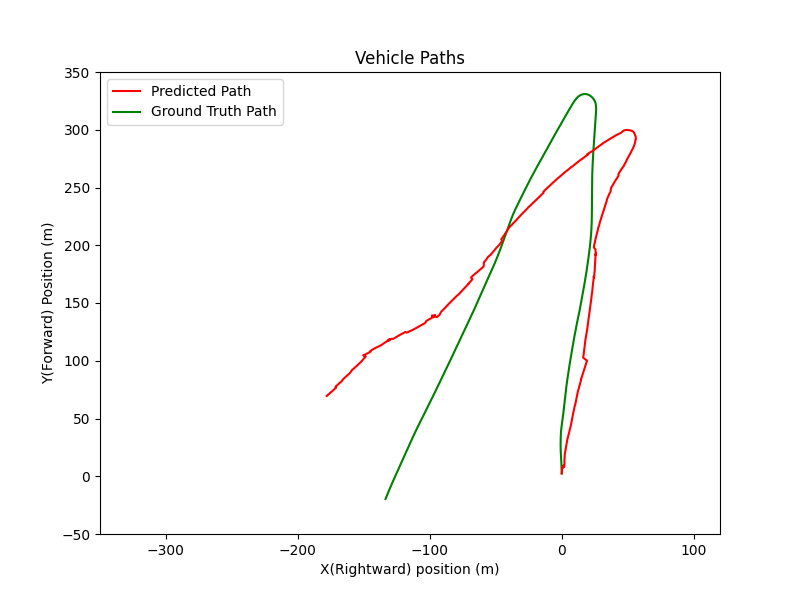 Vehicle Paths
Predicted Path
Ground Truth Path
350
300
250
200
150
100
50
0
−50
Y(Forward) Position (m)
−300
−200
−100
0
100
X(Rightward) position (m)